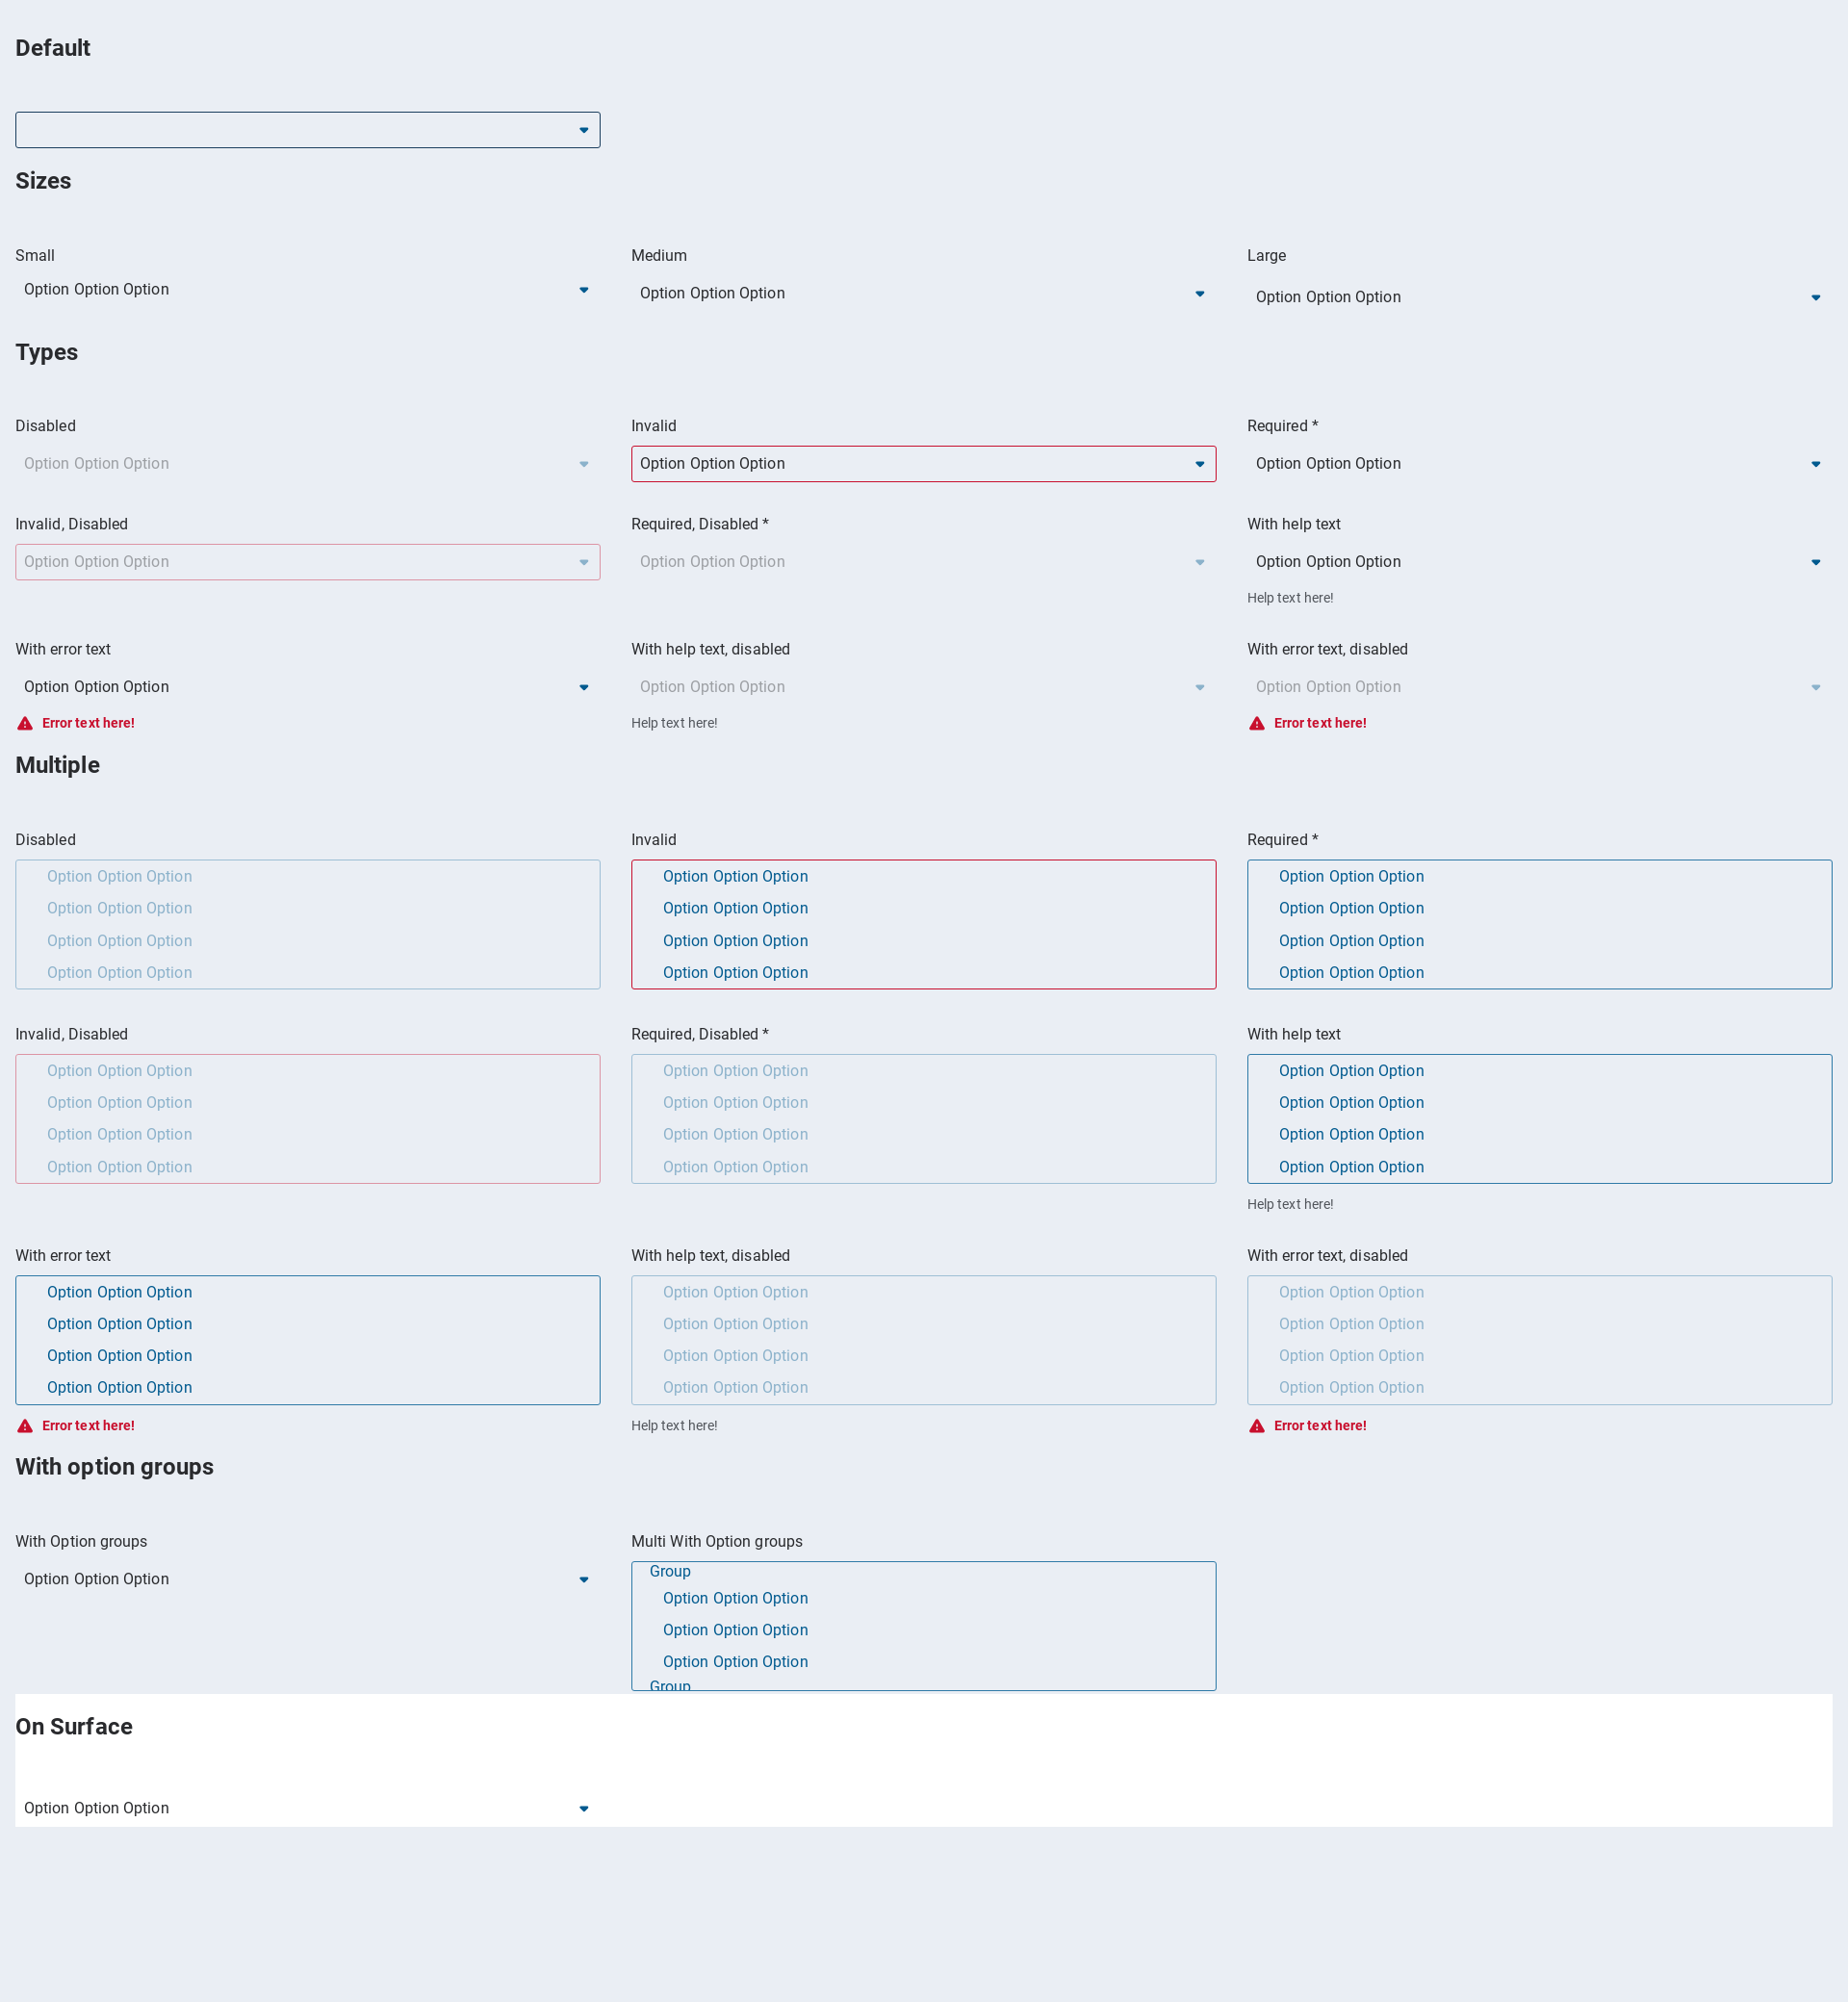 Default
Sizes
Small
Medium
Large
Option Option Option
Option Option Option
Option Option Option
Types
Disabled
Invalid
Required *
Option Option Option
Option Option Option
Option Option Option
Invalid, Disabled
Required, Disabled *
With help text
Option Option Option
Option Option Option
Option Option Option
Help text here!
With error text
With help text, disabled
With error text, disabled
Option Option Option
Option Option Option
Option Option Option
Error text here!
Help text here!
Error text here!
Multiple
Disabled
Option Option Option
Option Option Option
Option Option Option
Option Option Option
Invalid
Option Option Option
Option Option Option
Option Option Option
Option Option Option
Required *
Option Option Option
Option Option Option
Option Option Option
Option Option Option
Invalid, Disabled
Option Option Option
Option Option Option
Option Option Option
Option Option Option
Required, Disabled *
Option Option Option
Option Option Option
Option Option Option
Option Option Option
With help text
Option Option Option
Option Option Option
Option Option Option
Option Option Option
Help text here!
With error text
Option Option Option
Option Option Option
Option Option Option
Option Option Option
Error text here!
With help text, disabled
Option Option Option
Option Option Option
Option Option Option
Option Option Option
Help text here!
With error text, disabled
Option Option Option
Option Option Option
Option Option Option
Option Option Option
Error text here!
With option groups
With Option groups
Option Option Option
Multi With Option groups
Group
Option Option Option
Option Option Option
Option Option Option
Group
On Surface
Option Option Option